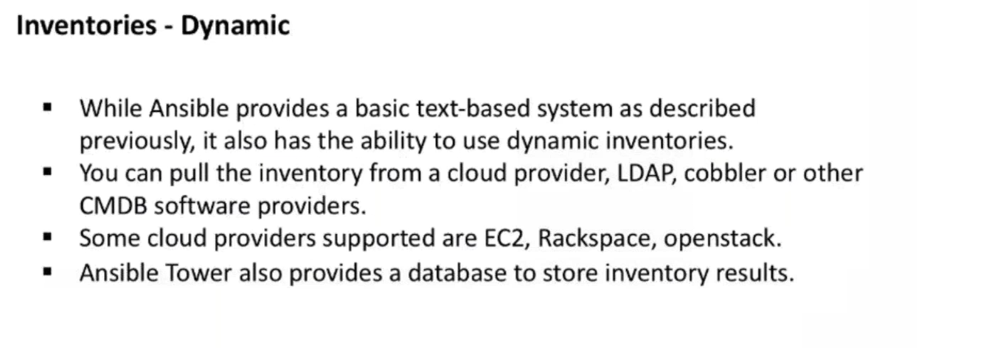 Inventories - Dynamic
▪ While Ansible provides a basic text-based system as described
previously, it also has the ability to use dynamic inventories.
▪ You can pull the inventory from a cloud provider, LDAP, cobbler or other
CMDB software providers.
▪ Some cloud providers supported are EC2, Rackspace, openstack.
▪ Ansible Tower also provides a database to store inventory results.